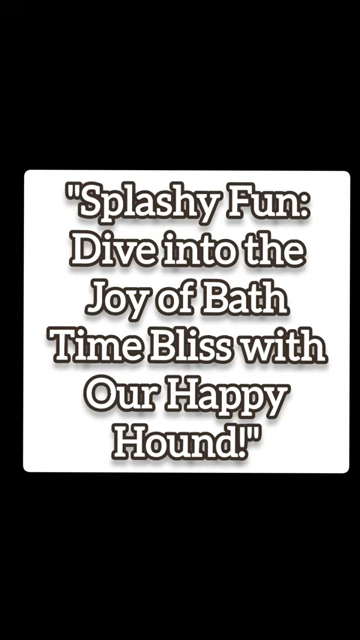 "Splashy Fun:
Dive into the
Joy of Bath
Time Bliss with
Our Happy
Hound!"